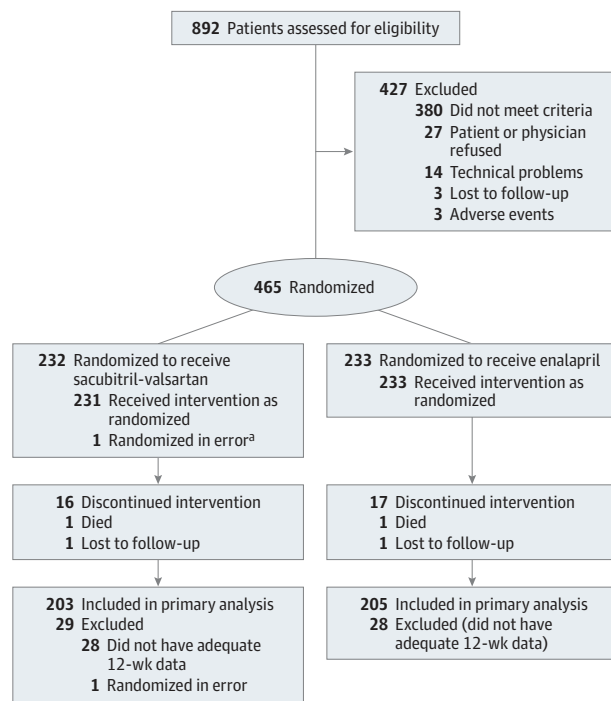 892 Patients assessed for eligibility
427 Excluded
380 Did not meet criteria
27 Patient or physician
refused
14 Technical problems
3 Lost to follow-up
3 Adverse events
465 Randomized
232 Randomized to receive
sacubitril-valsartan
231 Received intervention as
randomized
1 Randomized in errorᵃ
233 Randomized to receive enalapril
233 Received intervention as
randomized
16 Discontinued intervention
1 Died
1 Lost to follow-up
17 Discontinued intervention
1 Died
1 Lost to follow-up
203 Included in primary analysis
29 Excluded
28 Did not have adequate
12-wk data
1 Randomized in error
205 Included in primary analysis
28 Excluded (did not have
adequate 12-wk data)